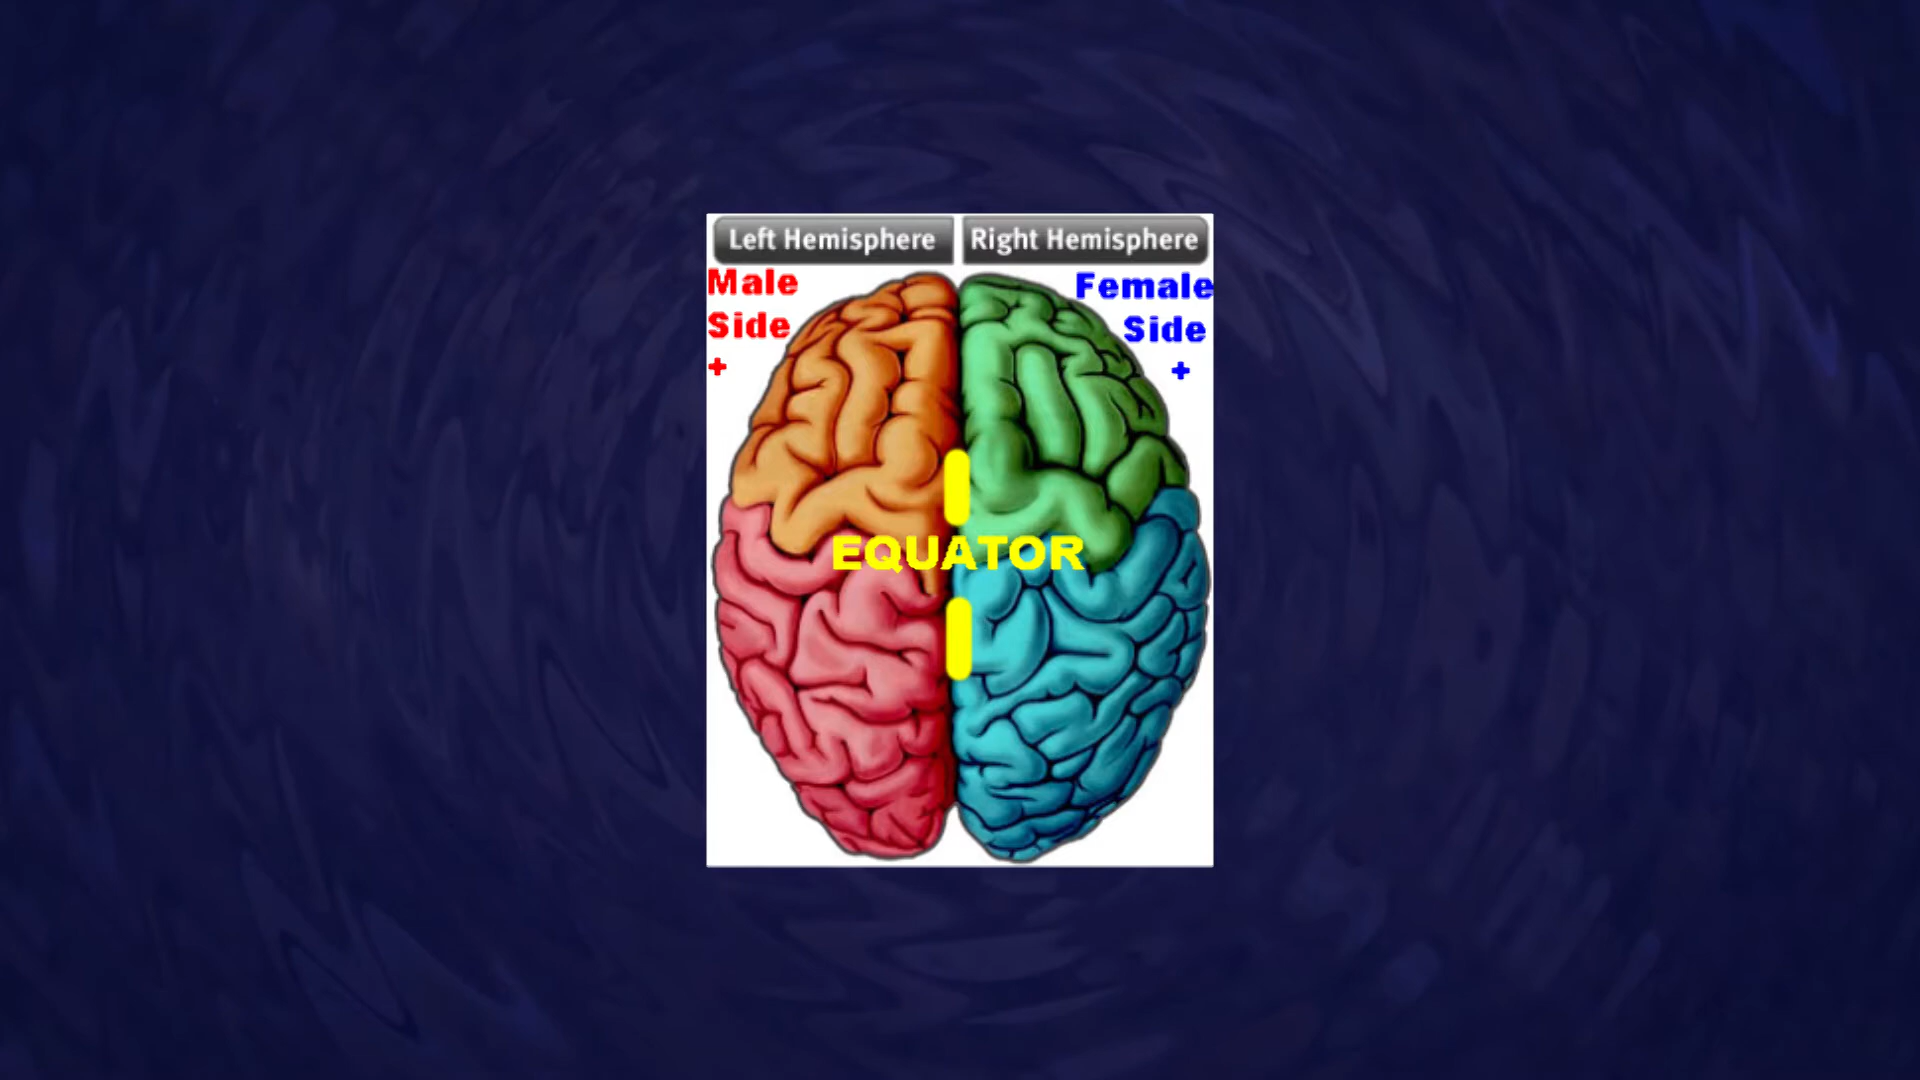 Left Hemisphere
Right Hemisphere
Male
Side
+
Female
Side
+
EQUATOR